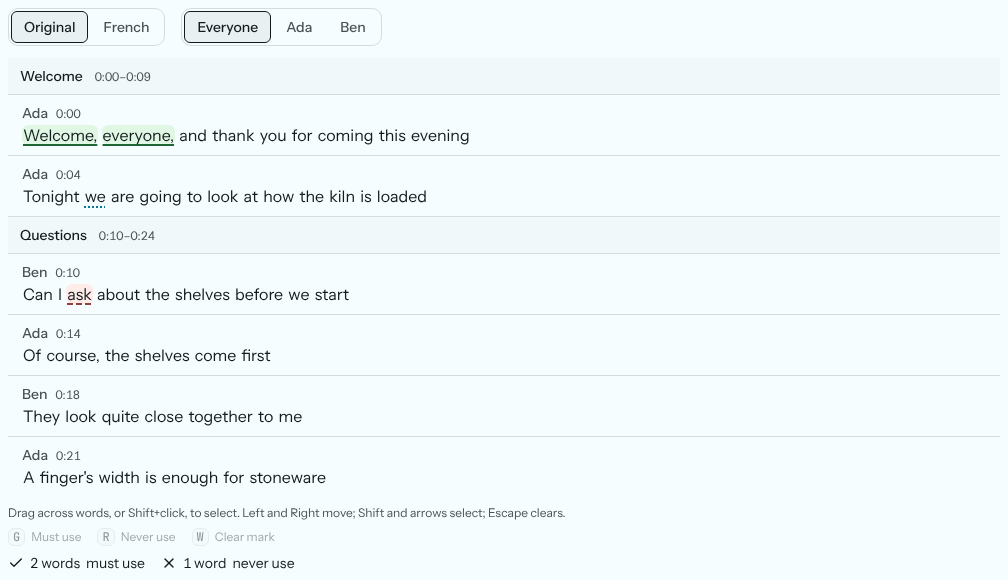 Original French Everyone Ada Ben
Welcome 0:00–0:09
Ada 0:00
Welcome, everyone, and thank you for coming this evening
Ada 0:04
Tonight we are going to look at how the kiln is loaded
Questions 0:10–0:24
Ben 0:10
Can I ask about the shelves before we start
Ada 0:14
Of course, the shelves come first
Ben 0:18
They look quite close together to me
Ada 0:21
A finger's width is enough for stoneware
Drag across words, or Shift+click, to select. Left and Right move; Shift and arrows select; Escape clears.
G Must use R Never use W Clear mark
2 words must use 1 word never use